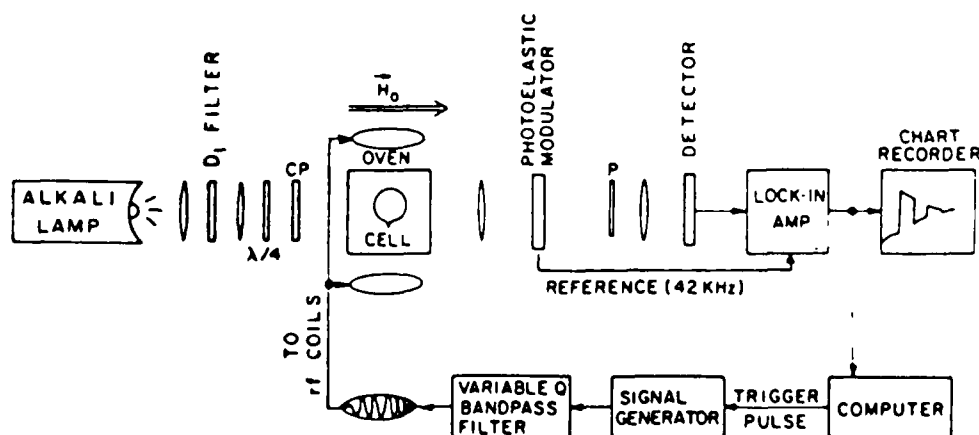 ALKALI
LAMP
D₁ FILTER
λ/4
CP
H₀
OVEN
CELL
PHOTOELASTIC
MODULATOR
P
DETECTOR
LOCK-IN
AMP
CHART
RECORDER
REFERENCE (42 KHz)
TO
rf COILS
VARIABLE Q
BANDPASS
FILTER
SIGNAL
GENERATOR
TRIGGER
PULSE
COMPUTER